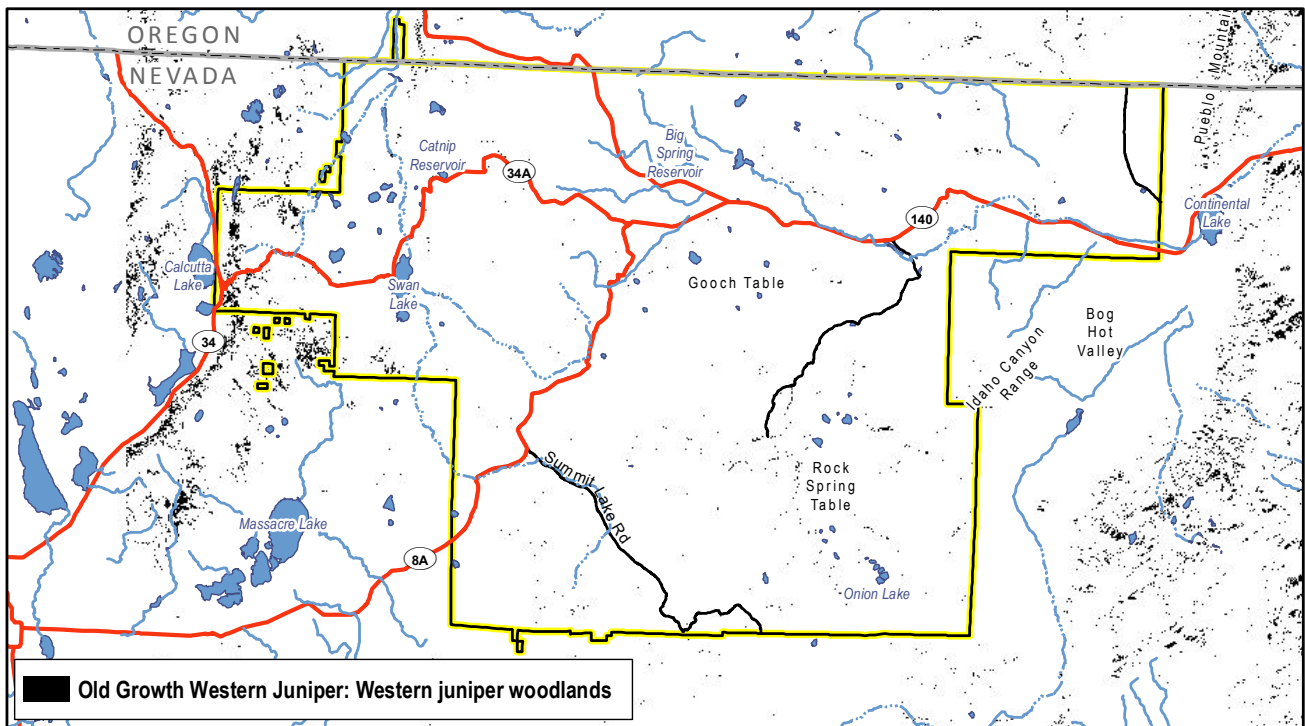 OREGON
NEVADA
Pueblo Mountain
Catnip
Reservoir
34A
Big
Spring
Reservoir
Continental
Lake
140
Calcutta
Lake
Swan
Lake
Gooch Table
34
Bog
Hot
Valley
Idaho Canyon
Range
Summit Lake Rd
Rock
Spring
Table
Massacre Lake
8A
Onion Lake
Old Growth Western Juniper: Western juniper woodlands